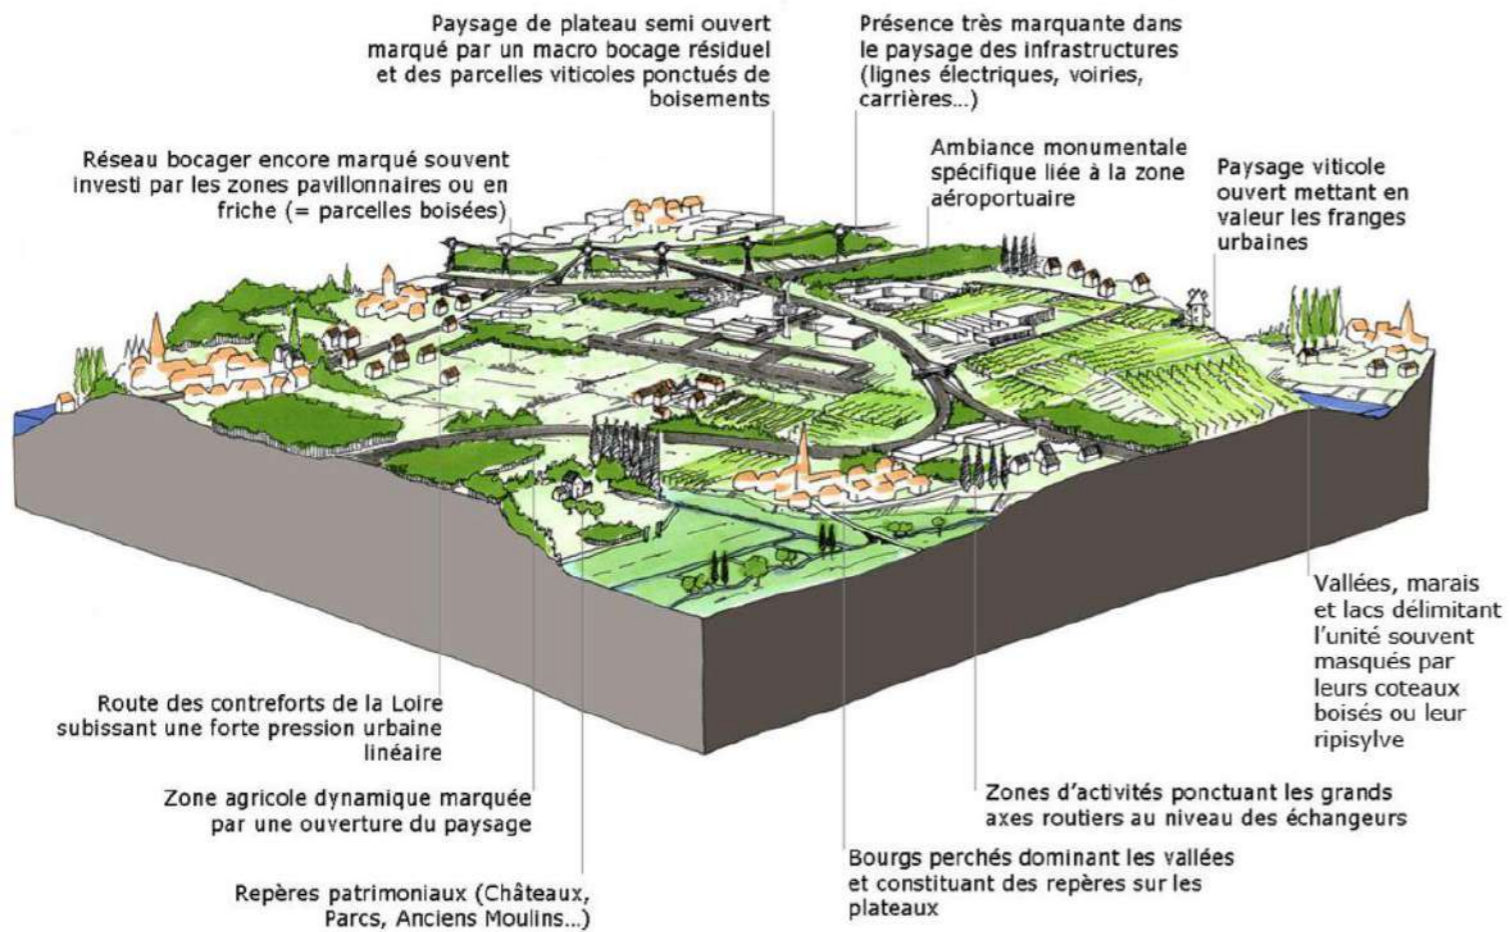 Paysage de plateau semi ouvert
marqué par un macro bocage résiduel
et des parcelles viticoles ponctués de
boisements
Présence très marquante dans
le paysage des infrastructures
(lignes électriques, voiries,
carrières...)
Réseau bocager encore marqué souvent
investi par les zones pavillonnaires ou en
friche (= parcelles boisées)
Ambiance monumentale
spécifique liée à la zone
aéroportuaire
Paysage viticole
ouvert mettant en
valeur les franges
urbaines
Vallées, marais
et lacs délimitant
l'unité souvent
masqués par
leurs coteaux
boisés ou leur
ripisylve
Route des contreforts de la Loire
subissant une forte pression urbaine
linéaire
Zone agricole dynamique marquée
par une ouverture du paysage
Zones d'activités ponctuant les grands
axes routiers au niveau des échangeurs
Repères patrimoniaux (Châteaux,
Parcs, Anciens Moulins...)
Bourgs perchés dominant les vallées
et constituant des repères sur les
plateaux